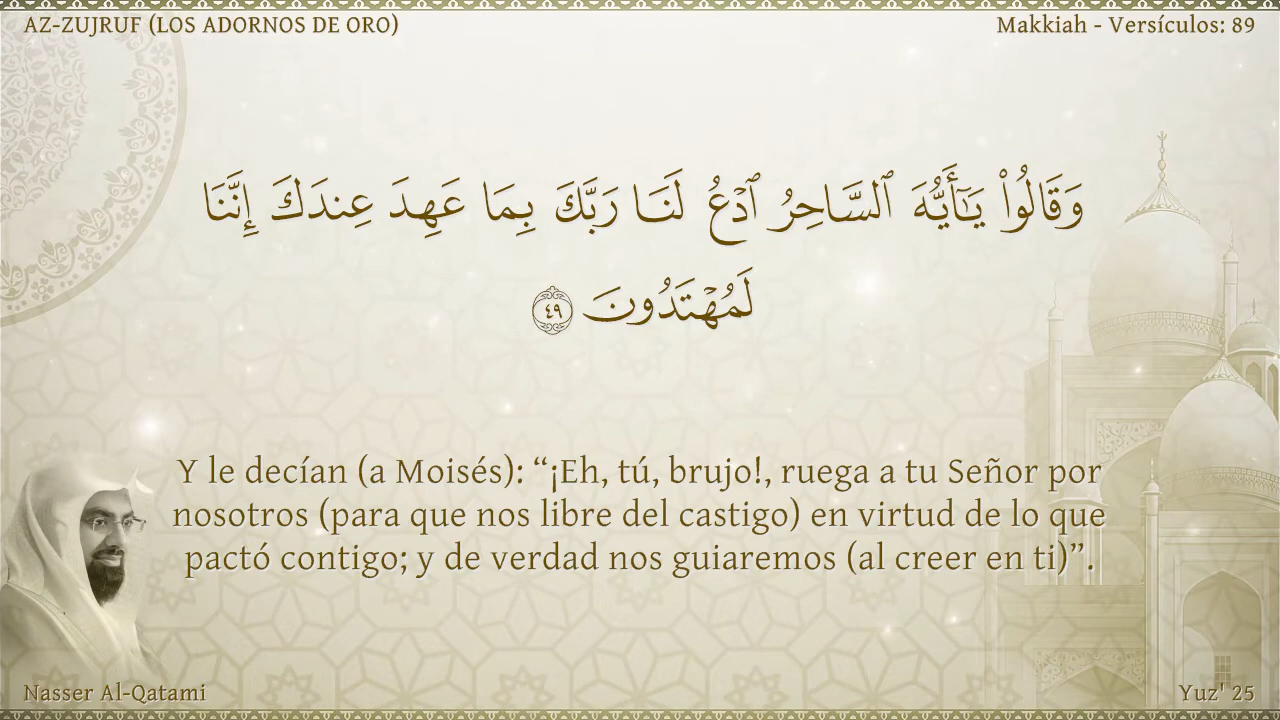 AZ-ZUJRUF (LOS ADORNOS DE ORO)
Makkiah - Versículos: 89
وَقَالُوا۟ يَـٰٓأَيُّهَ ٱلسَّاحِرُ ٱدْعُ لَنَا رَبَّكَ بِمَا عَهِدَ عِندَكَ إِنَّنَا
لَمُهْتَدُونَ ٤٩
Y le decían (a Moisés): “¡Eh, tú, brujo!, ruega a tu Señor por
nosotros (para que nos libre del castigo) en virtud de lo que
pactó contigo; y de verdad nos guiaremos (al creer en ti)”.
Nasser Al-Qatami
Yuz' 25